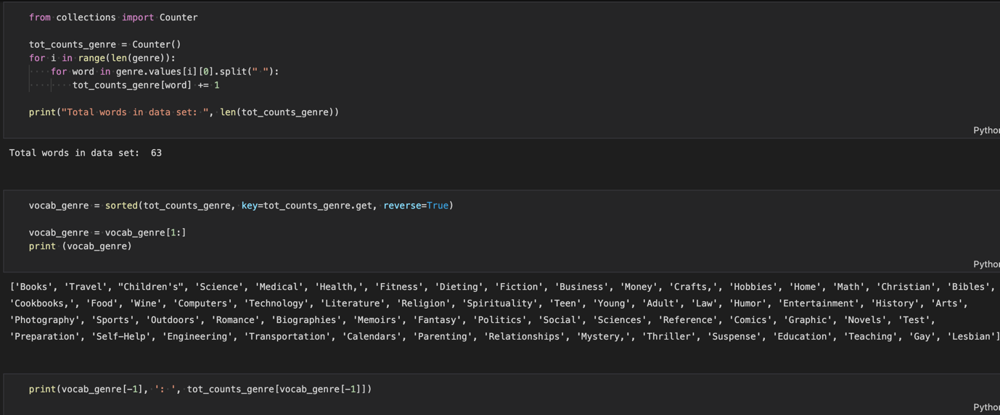 from collections import Counter
tot_counts_genre = Counter()
for i in range(len(genre)):
for word in genre.values[i][0].split(" "):
tot_counts_genre[word] += 1
print("Total words in data set: ", len(tot_counts_genre))
Python
Total words in data set:  63
vocab_genre = sorted(tot_counts_genre, key=tot_counts_genre.get, reverse=True)
vocab_genre = vocab_genre[1:]
print (vocab_genre)
Python
['Books', 'Travel', "Children's", 'Science', 'Medical', 'Health,', 'Fitness', 'Dieting', 'Fiction', 'Business', 'Money', 'Crafts,', 'Hobbies', 'Home', 'Math', 'Christian', 'Bibles',
'Cookbooks,', 'Food', 'Wine', 'Computers', 'Technology', 'Literature', 'Religion', 'Spirituality', 'Teen', 'Young', 'Adult', 'Law', 'Humor', 'Entertainment', 'History', 'Arts',
'Photography', 'Sports', 'Outdoors', 'Romance', 'Biographies', 'Memoirs', 'Fantasy', 'Politics', 'Social', 'Sciences', 'Reference', 'Comics', 'Graphic', 'Novels', 'Test',
'Preparation', 'Self-Help', 'Engineering', 'Transportation', 'Calendars', 'Parenting', 'Relationships', 'Mystery,', 'Thriller', 'Suspense', 'Education', 'Teaching', 'Gay', 'Lesbian']
print(vocab_genre[-1], ': ', tot_counts_genre[vocab_genre[-1]])
Python